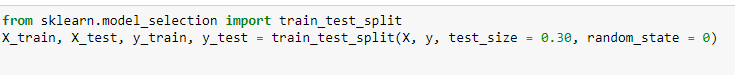 from sklearn.model_selection import train_test_split
X_train, X_test, y_train, y_test = train_test_split(X, y, test_size = 0.30, random_state = 0)